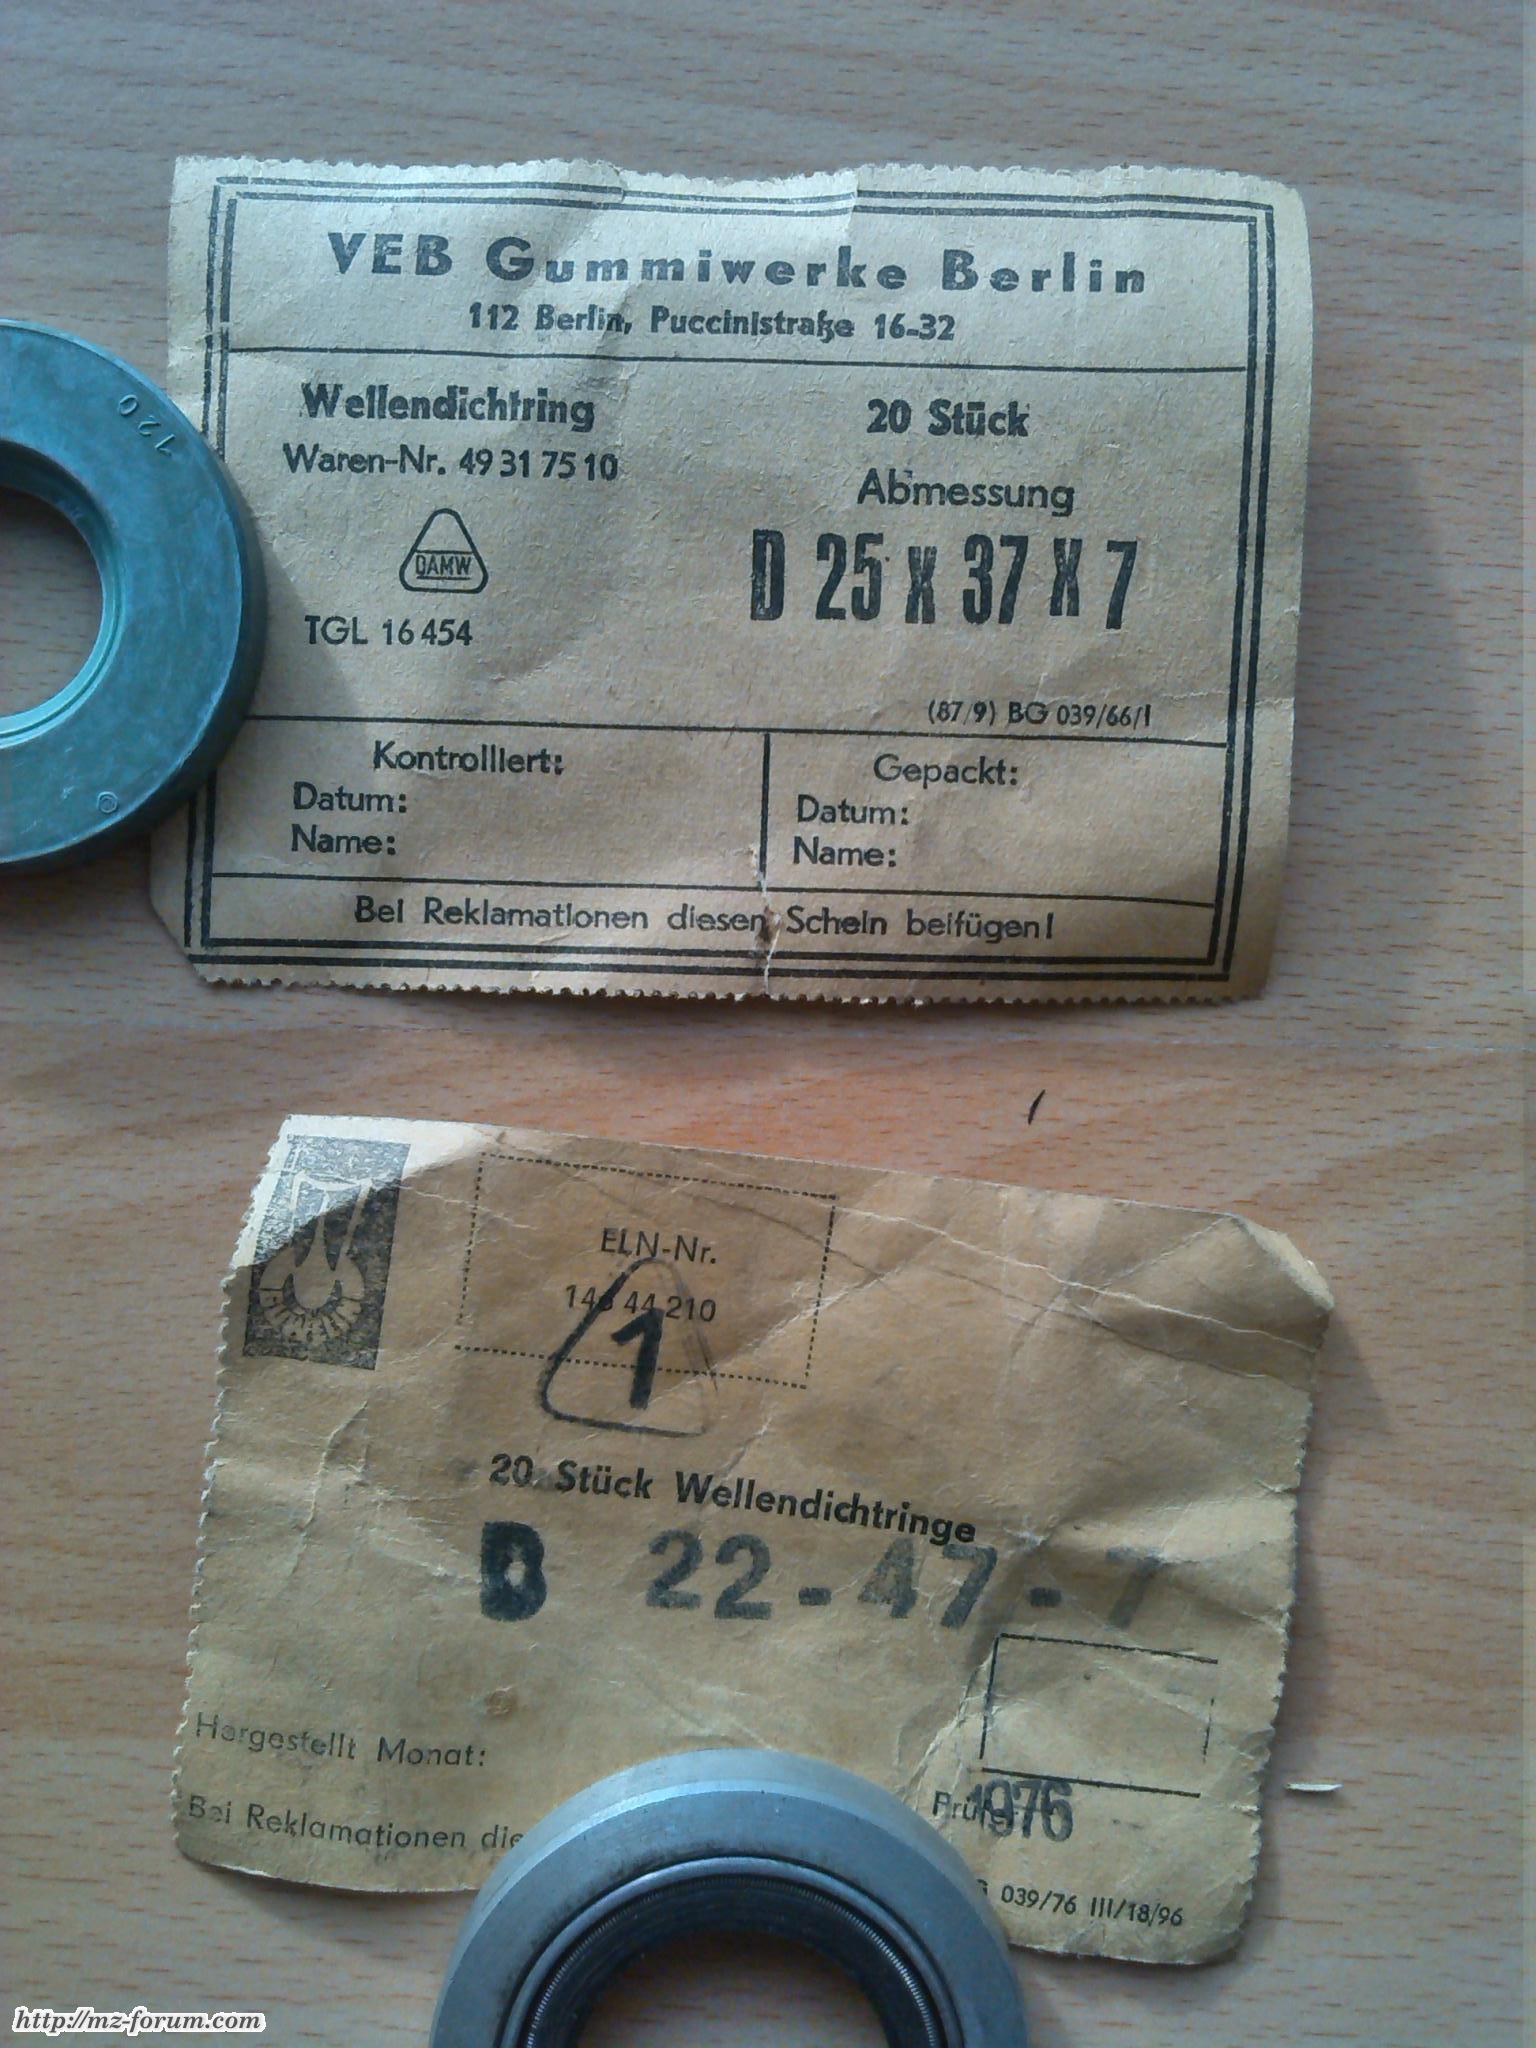 VEB Gummiwerke Berlin
112 Berlin, Puccinistraße 16-32
Wellendichtring
Waren-Nr. 49 31 75 10
20 Stück
Abmessung
D 25 x 37 x 7
DAMW
TGL 16 454
(87/9) BG 039/66/I
Kontrolliert:
Datum:
Name:
Gepackt:
Datum:
Name:
Bei Reklamationen diesen Schein beifügen!
120
ELN-Nr.
44 210
1
20 Stück Wellendichtringe
D 22-47-7
Hergestellt Monat:
Bei Reklamationen die
1976
039/76 III/18/96
http://mz-forum.com